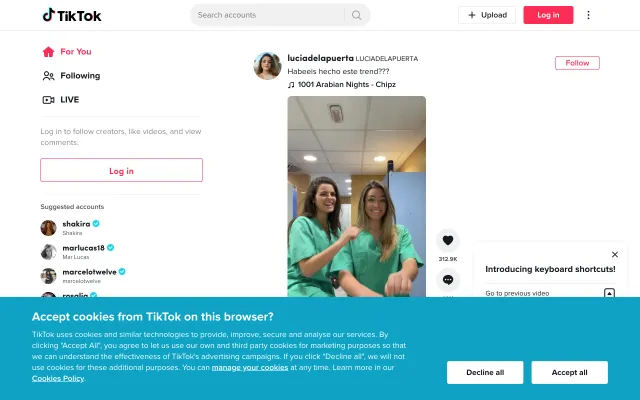 TikTok
Search accounts
Upload
Log in
For You
Following
LIVE
Log in to follow creators, like videos, and view
comments.
Log in
Suggested accounts
shakira
Shakira
marlucas18
Mar Lucas
marcelotwelve
marcelotwelve
rosalia
luciadelapuerta LUCIADELAPUERTA
Habeeis hecho este trend???
1001 Arabian Nights - Chipz
Follow
312.9K
Introducing keyboard shortcuts!
Go to previous video
Accept cookies from TikTok on this browser?
TikTok uses cookies and similar technologies to provide, improve, secure and analyse our services. By
clicking "Accept All", you agree to let us use our own and third party cookies for marketing purposes so that
we can understand the effectiveness of TikTok's advertising campaigns. If you click "Decline all", we will not
use cookies for these additional purposes. You can manage your cookies at any time. Learn more in our
Cookies Policy.
Decline all
Accept all